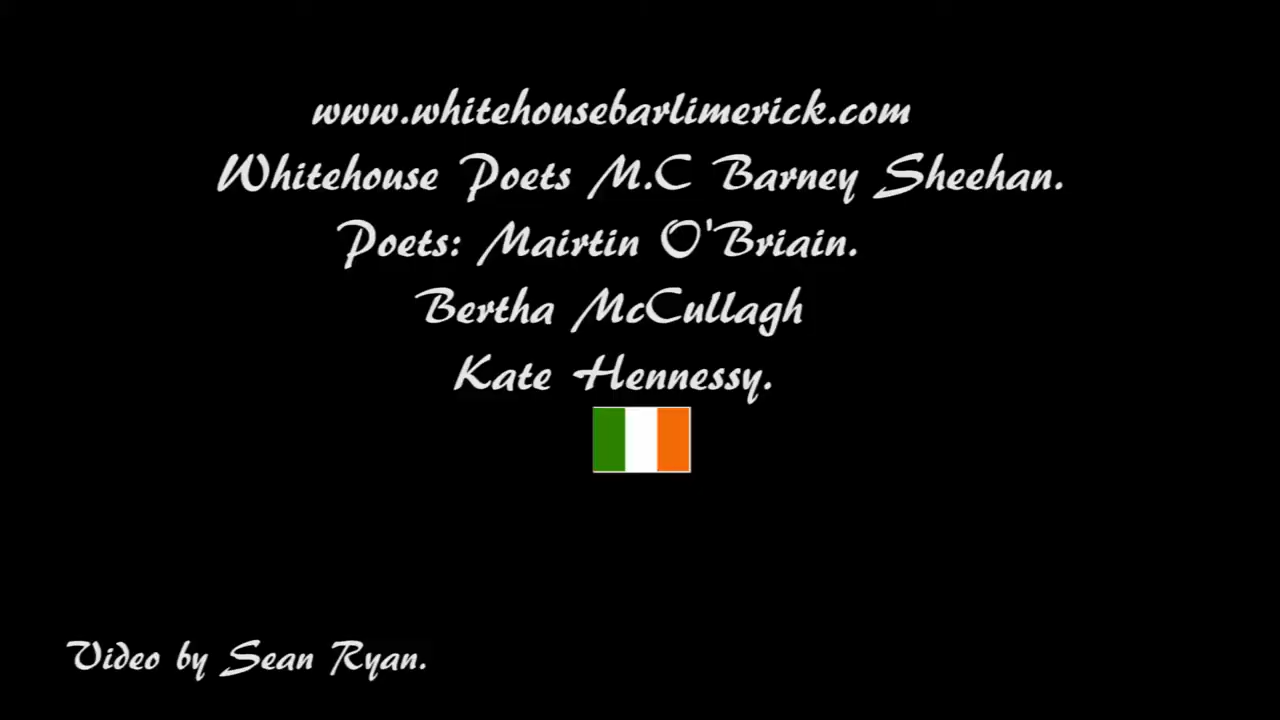 www.whitehousebarlimerick.com
Whitehouse Poets M.C Barney Sheehan.
Poets: Mairtin O'Briain.
Bertha McCullagh
Kate Hennessy.
Video by Sean Ryan.